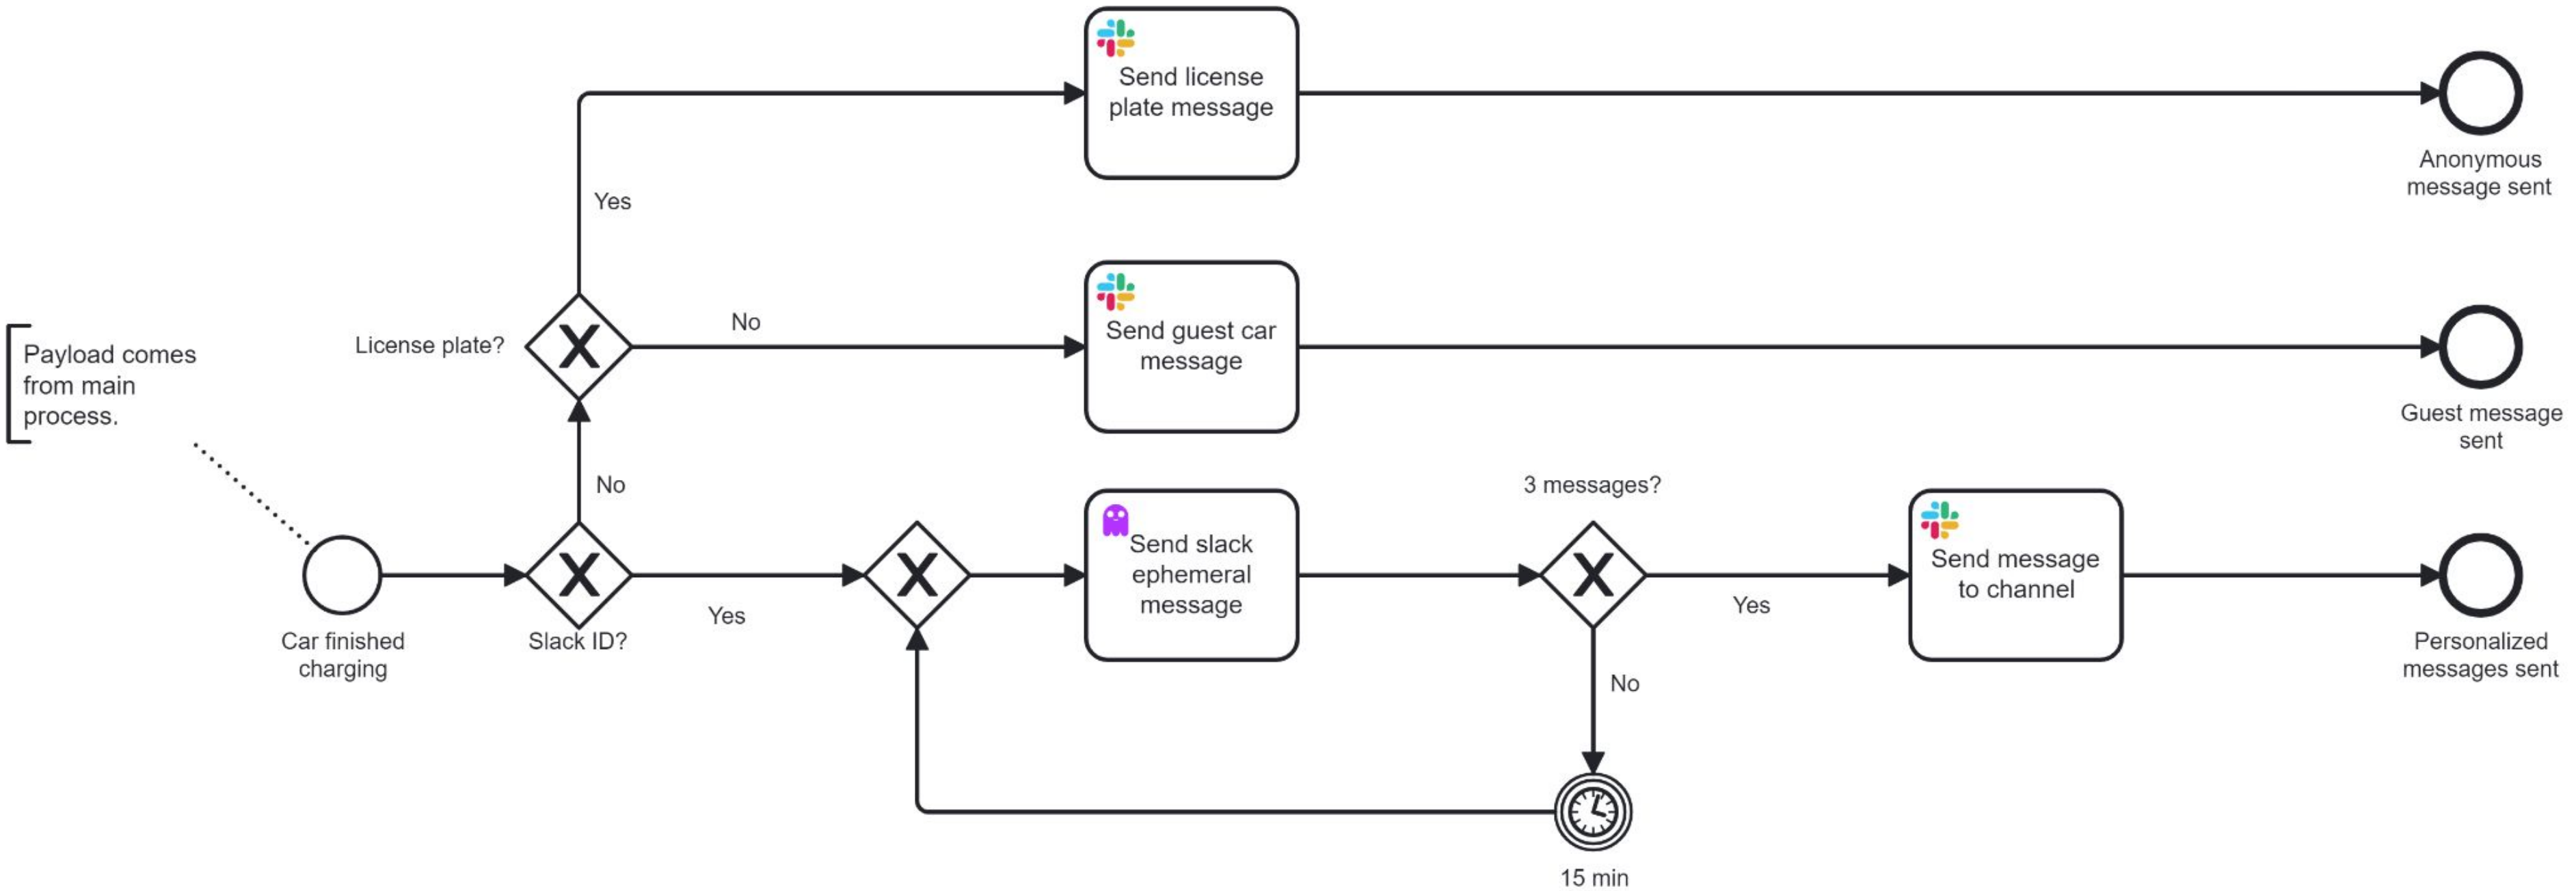 Send license
plate message
Anonymous
message sent
Yes
License plate?
No
Send guest car
message
Guest message
sent
Payload comes
from main
process.
No
Car finished
charging
Slack ID?
Yes
Send slack
ephemeral
message
3 messages?
Yes
No
15 min
Send message
to channel
Personalized
messages sent